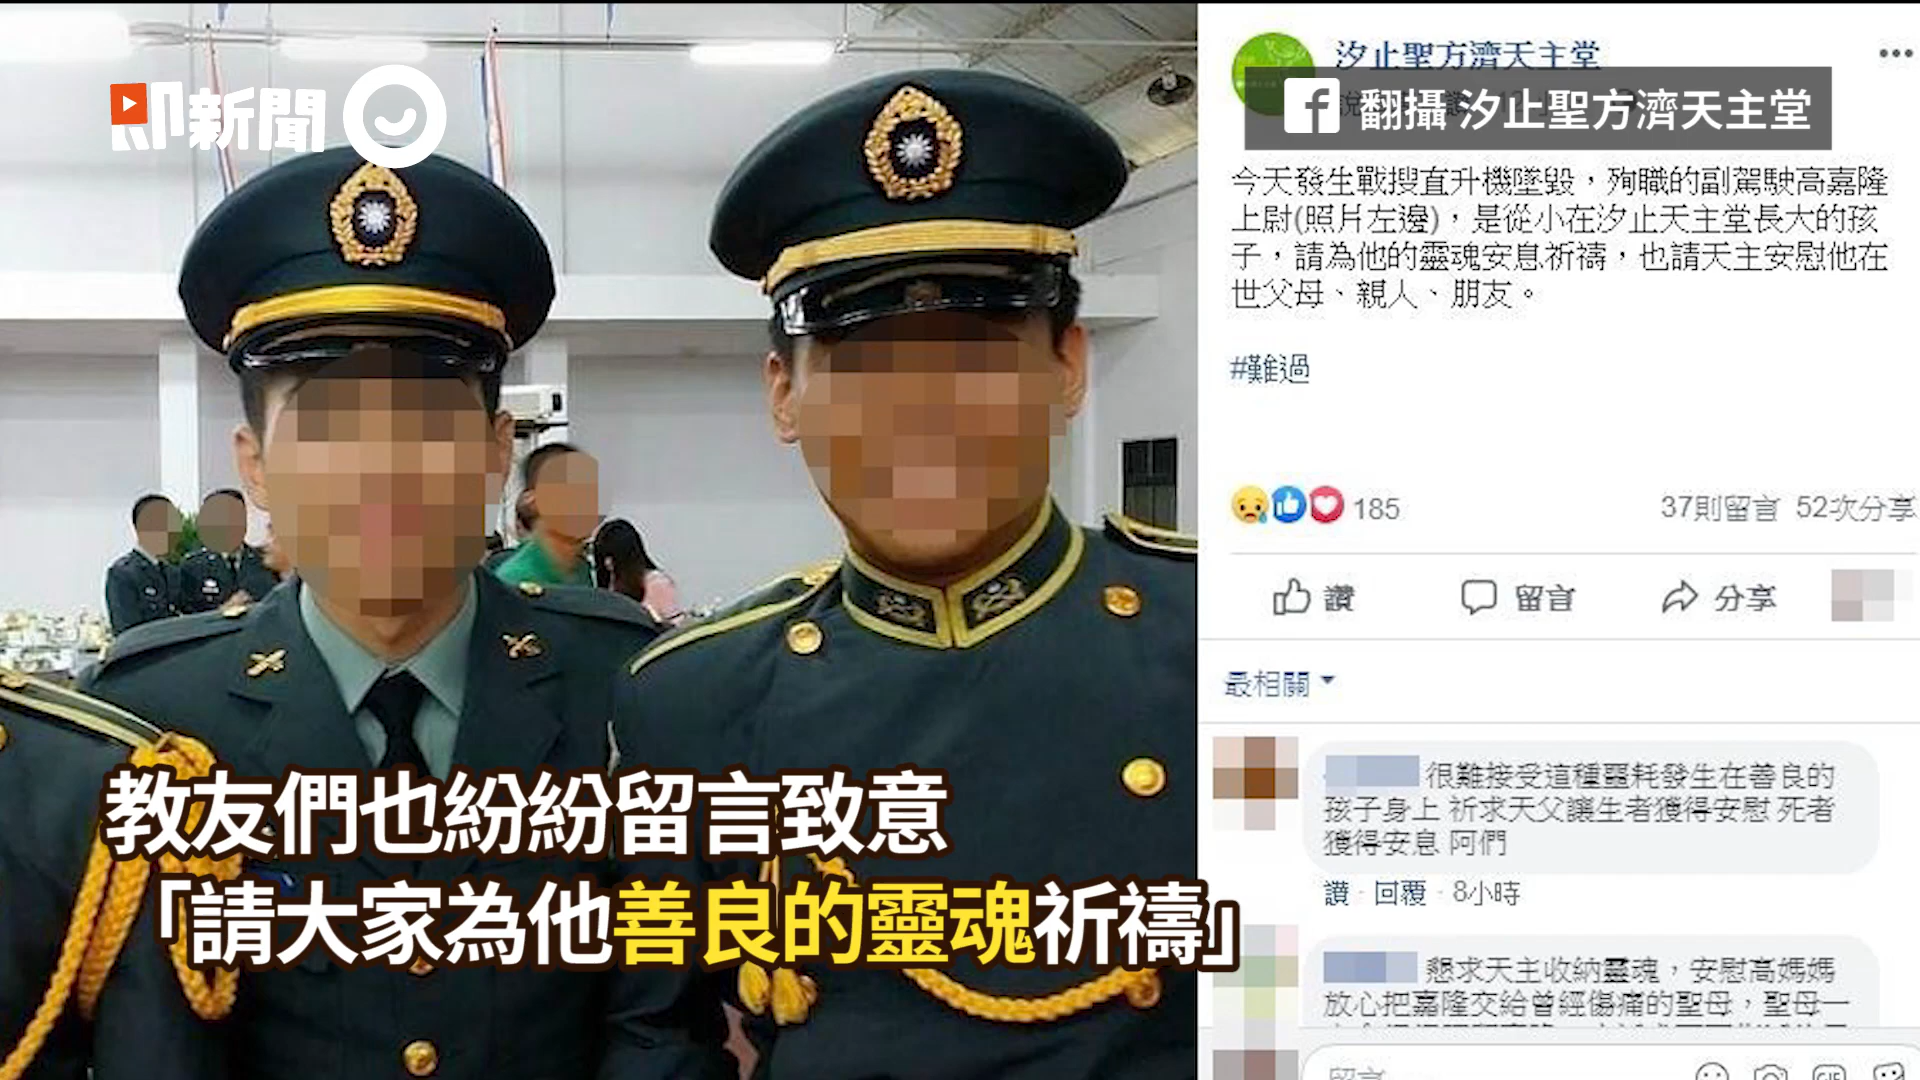 即新聞
汐止聖方濟天主堂
翻攝 汐止聖方濟天主堂
今天發生戰搜直升機墜毀，殉職的副駕駛高嘉隆
上尉(照片左邊)，是從小在汐止天主堂長大的孩
子，請為他的靈魂安息祈禱，也請天主安慰他在
世父母、親人、朋友。
#難過
185
37則留言 52次分享
讚 留言 分享
最相關
很難接受這種噩耗發生在善良的
孩子身上 祈求天父讓生者獲得安慰 死者
獲得安息 阿們
讚 · 回覆 · 8小時
懇求天主收納靈魂，安慰高媽媽
放心把嘉隆交給曾經傷痛的聖母，聖母一
教友們也紛紛留言致意
「請大家為他善良的靈魂祈禱」